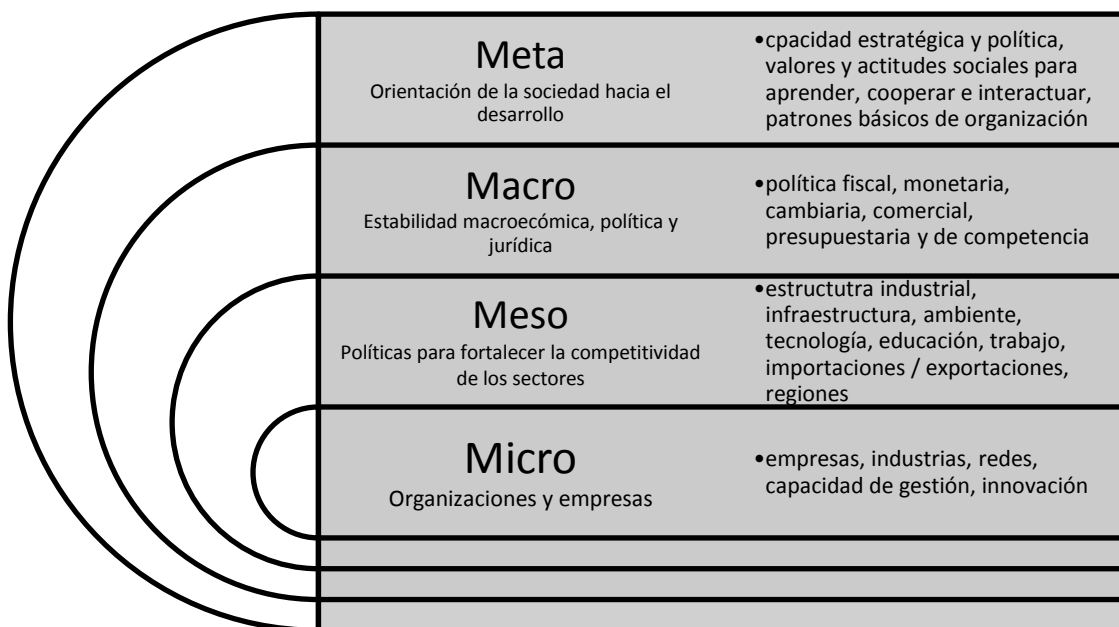 Meta
Orientación de la sociedad hacia el
desarrollo
•cpacidad estratégica y política,
valores y actitudes sociales para
aprender, cooperar e interactuar,
patrones básicos de organización
Macro
Estabilidad macroecómica, política y
jurídica
•política fiscal, monetaria,
cambiaria, comercial,
presupuestaria y de competencia
Meso
Políticas para fortalecer la competitividad
de los sectores
•estructutra industrial,
infraestructura, ambiente,
tecnología, educación, trabajo,
importaciones / exportaciones,
regiones
Micro
Organizaciones y empresas
•empresas, industrias, redes,
capacidad de gestión, innovación